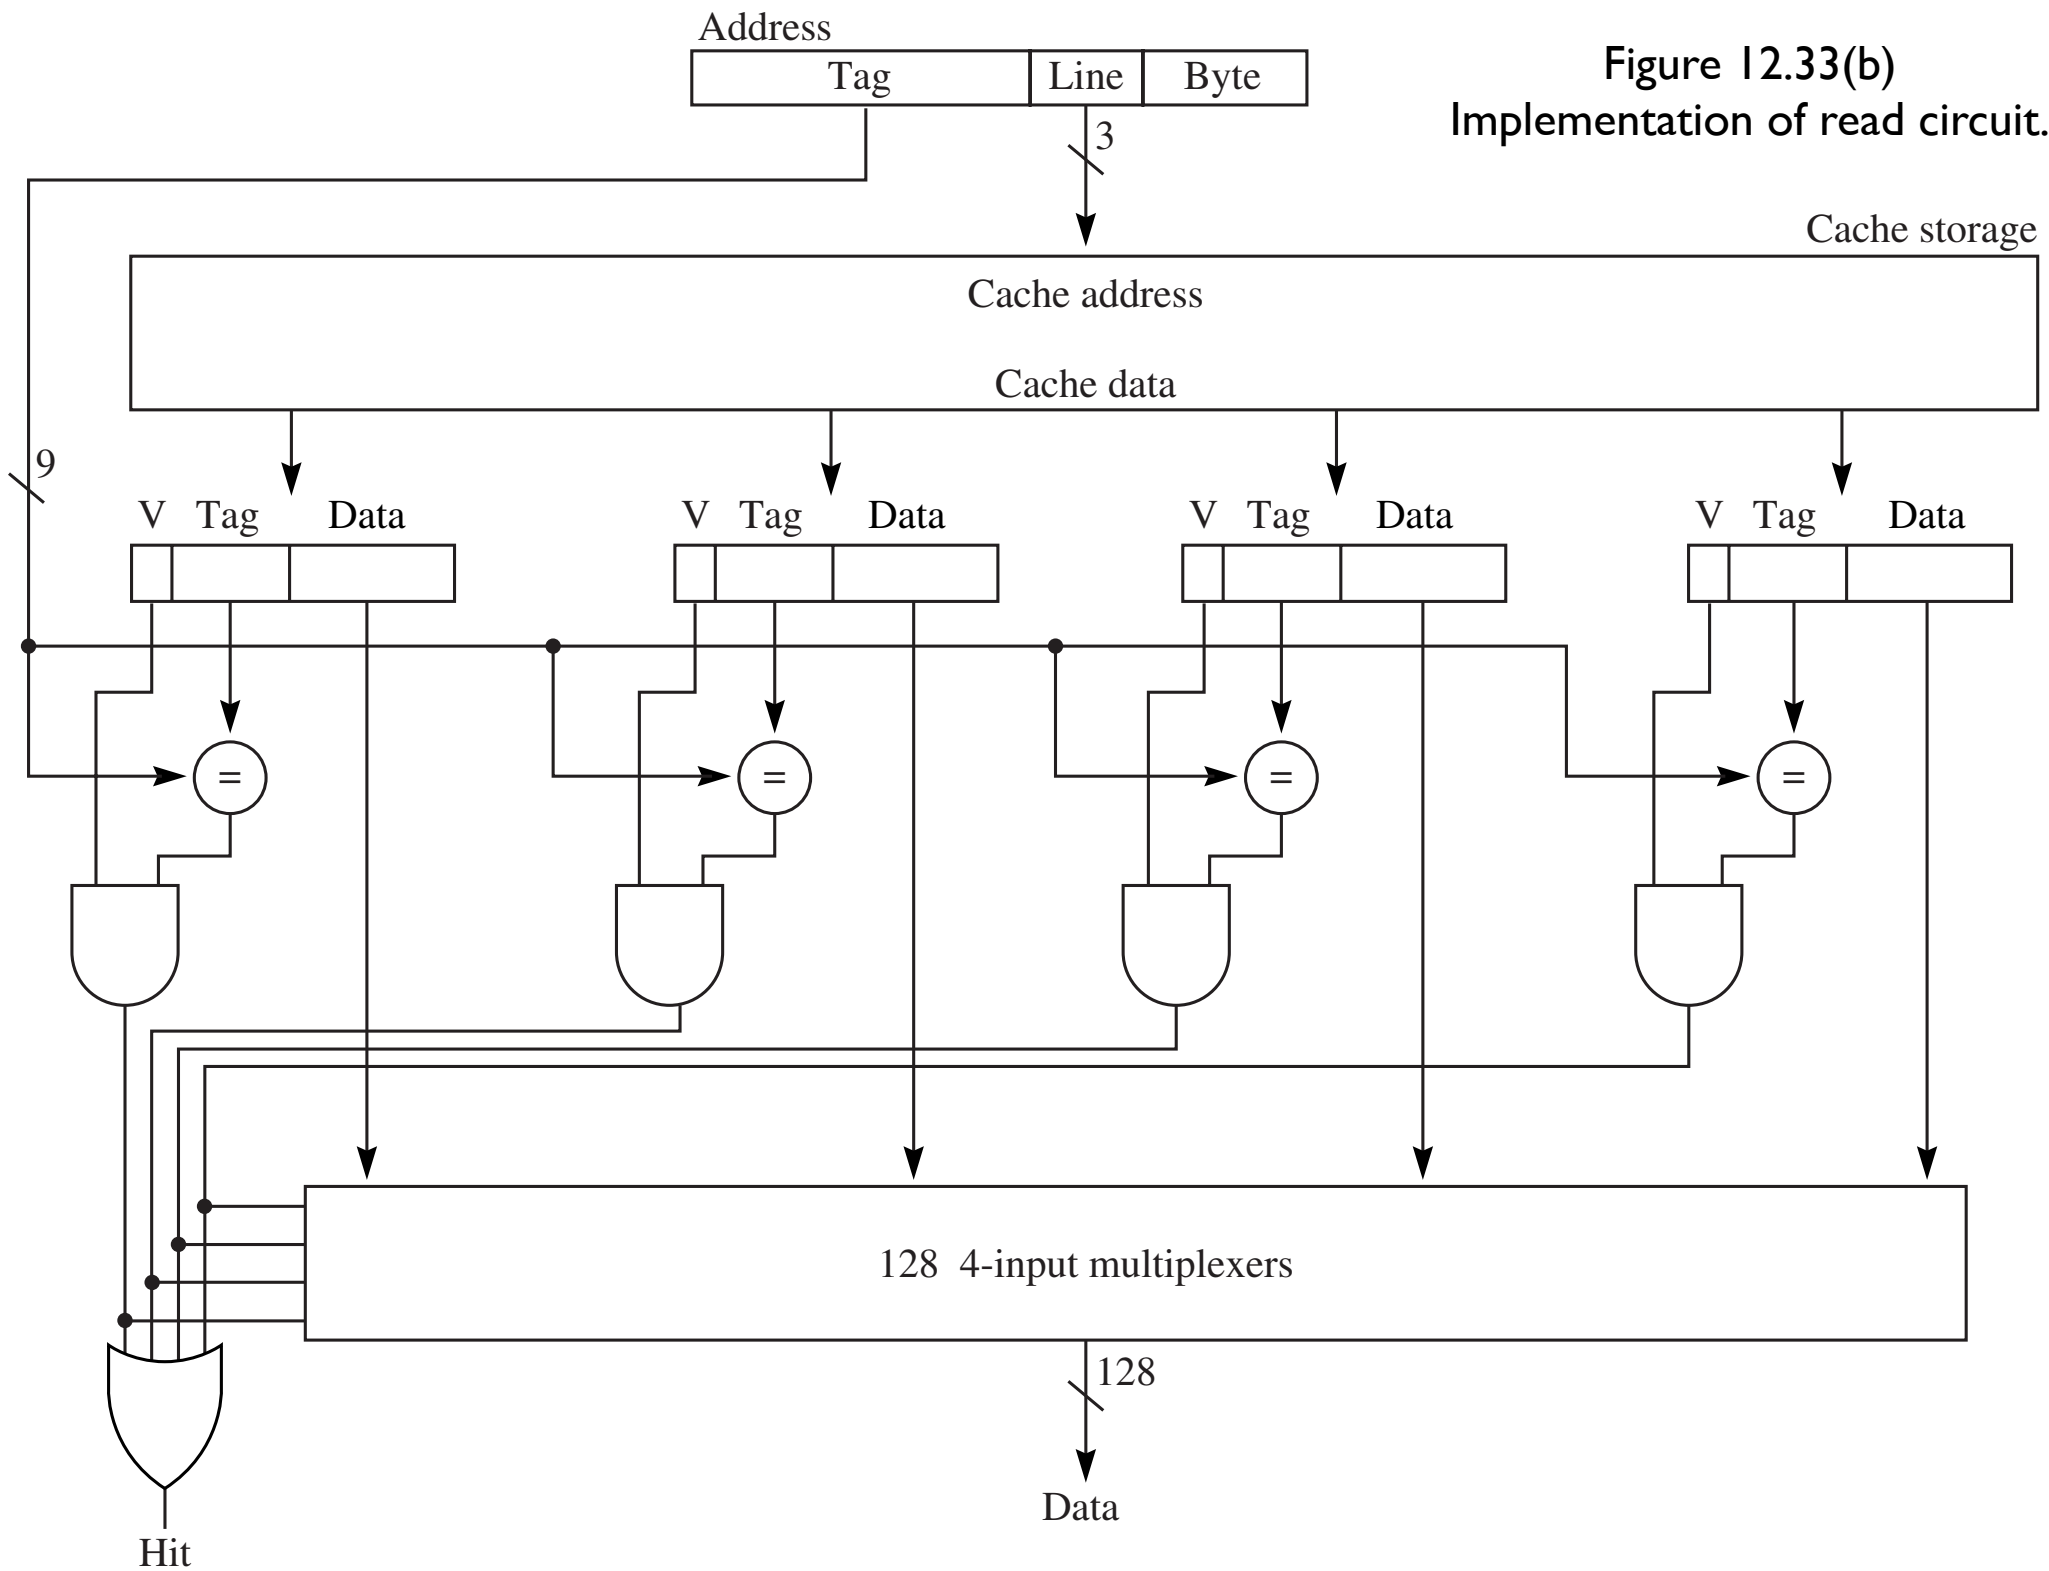 Address
Tag Line Byte
Figure 12.33(b)
Implementation of read circuit.
3
Cache storage
Cache address
Cache data
9
V Tag Data V Tag Data V Tag Data V Tag Data
= = = =
128 4-input multiplexers
128
Data
Hit